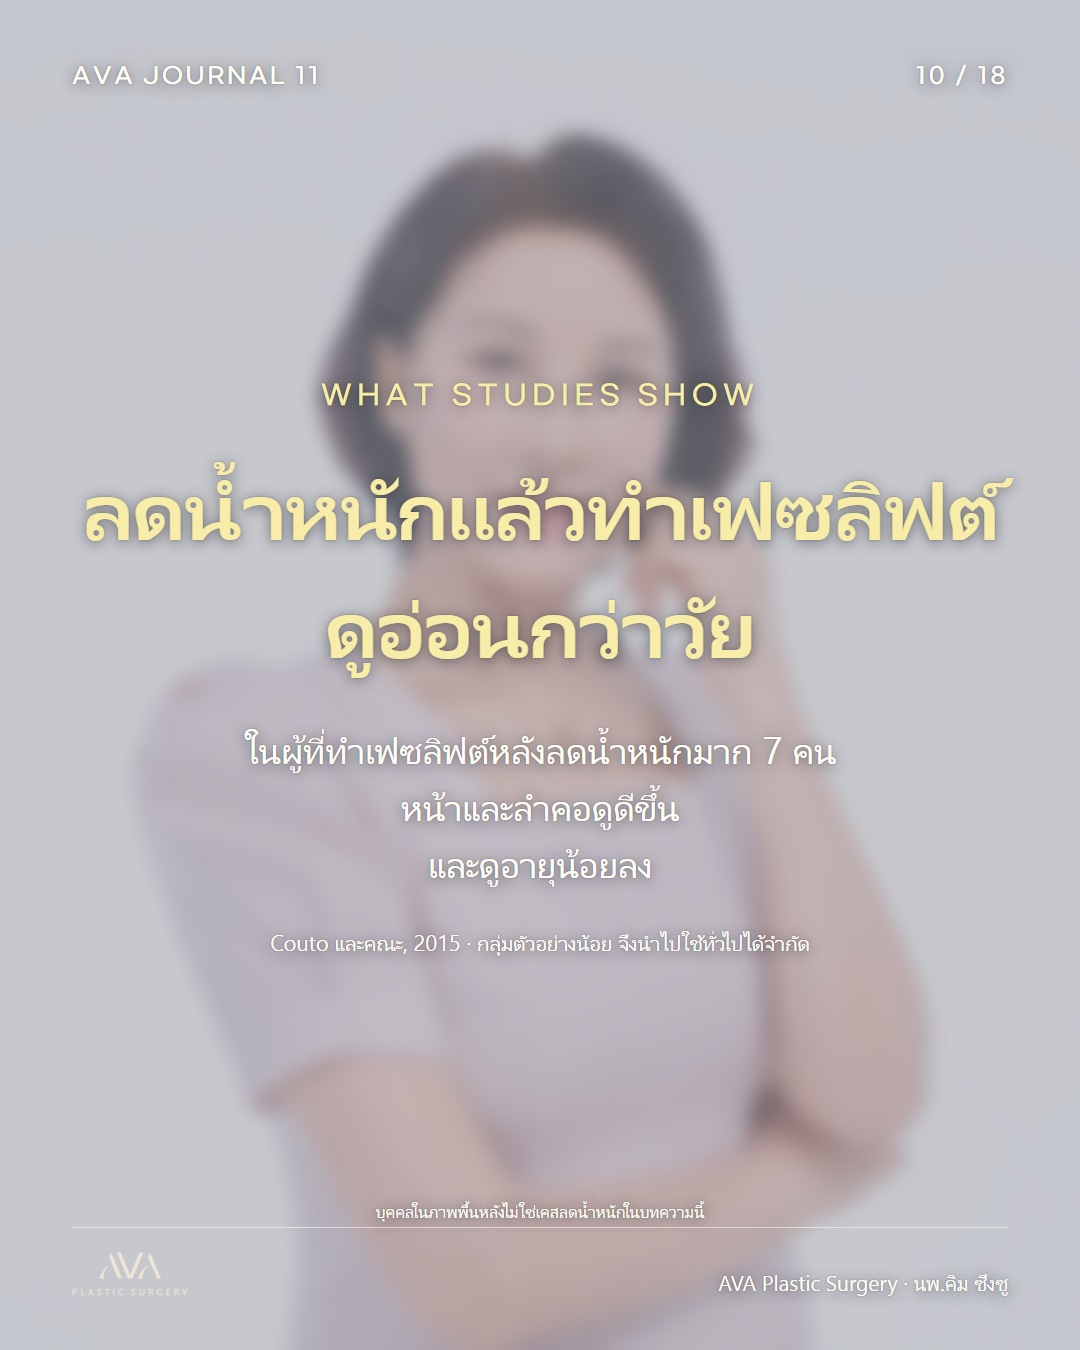 AVA JOURNAL 11
10 / 18
WHAT STUDIES SHOW
ลดน้ำหนักแล้วทำเฟซลิฟต์
ดูอ่อนกว่าวัย
ในผู้ที่ทำเฟซลิฟต์หลังลดน้ำหนักมาก 7 คน
หน้าและลำคอดูดีขึ้น
และดูอายุน้อยลง
Couto และคณะ, 2015 · กลุ่มตัวอย่างน้อย จึงนำไปใช้ทั่วไปได้จำกัด
บุคคลในภาพพื้นหลังไม่ใช่เคสลดน้ำหนักในบทความนี้
AVA
PLASTIC SURGERY
AVA Plastic Surgery · นพ.คิม ซึงซู